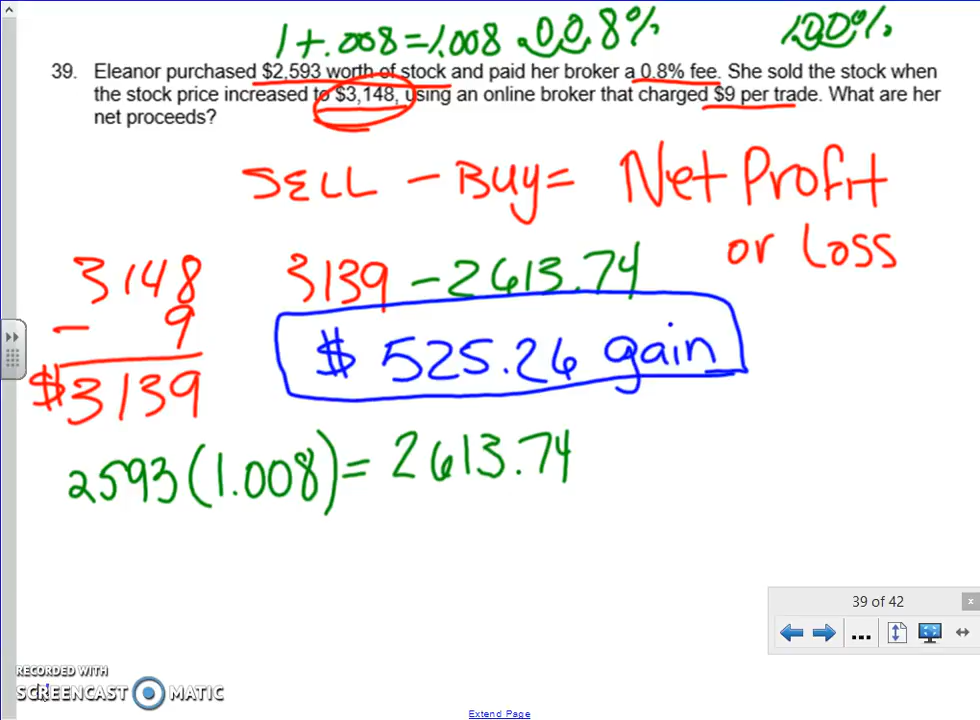 1+.008=1.008 .008% 100%
39. Eleanor purchased $2,593 worth of stock and paid her broker a 0.8% fee. She sold the stock when
the stock price increased to $3,148, using an online broker that charged $9 per trade. What are her
net proceeds?
SELL - Buy = Net Profit
or Loss
3148
- 9
$3139
3139 - 2613.74
$ 525.26 gain
2593(1.008) = 2613.74
39 of 42
RECORDED WITH
SCREENCAST MATIC
Extend Page